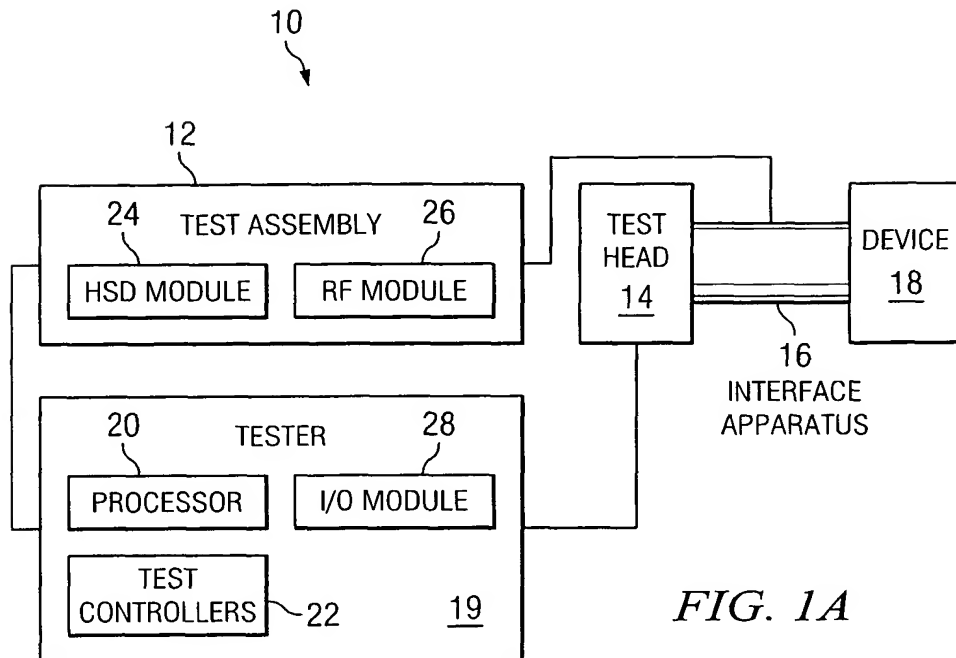 10
12
TEST ASSEMBLY
24
HSD MODULE
26
RF MODULE
TEST
HEAD
14
DEVICE
18
16
INTERFACE
APPARATUS
TESTER
20
PROCESSOR
28
I/O MODULE
TEST
CONTROLLERS
22
19
FIG. 1A